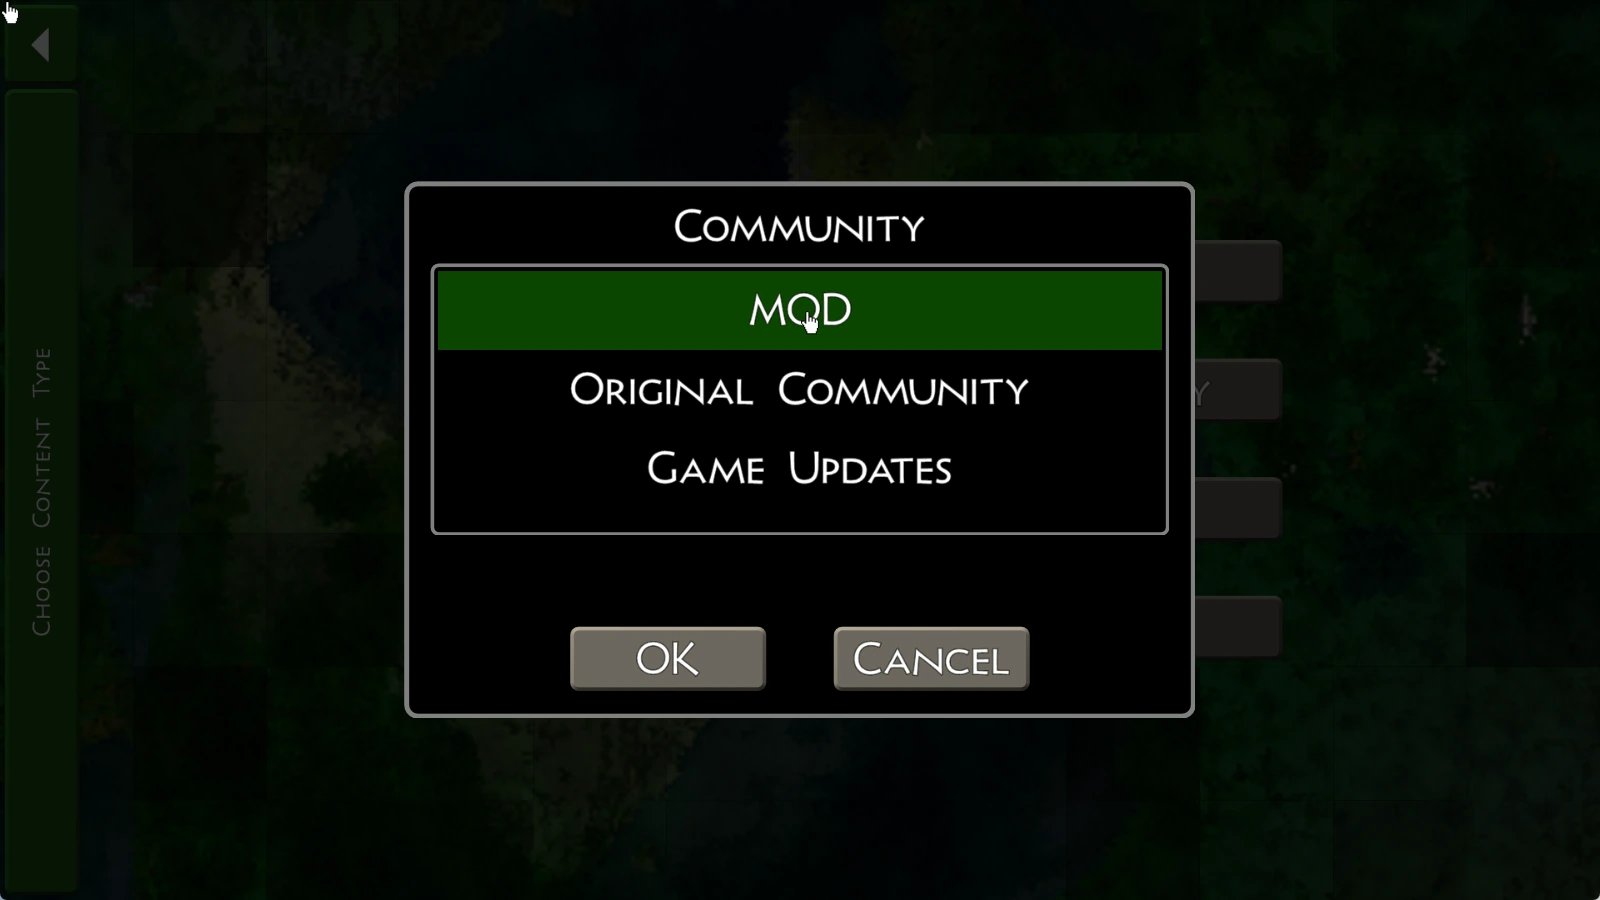 Community
MOD
Original Community
Game Updates
OK
Cancel
Choose Content Type